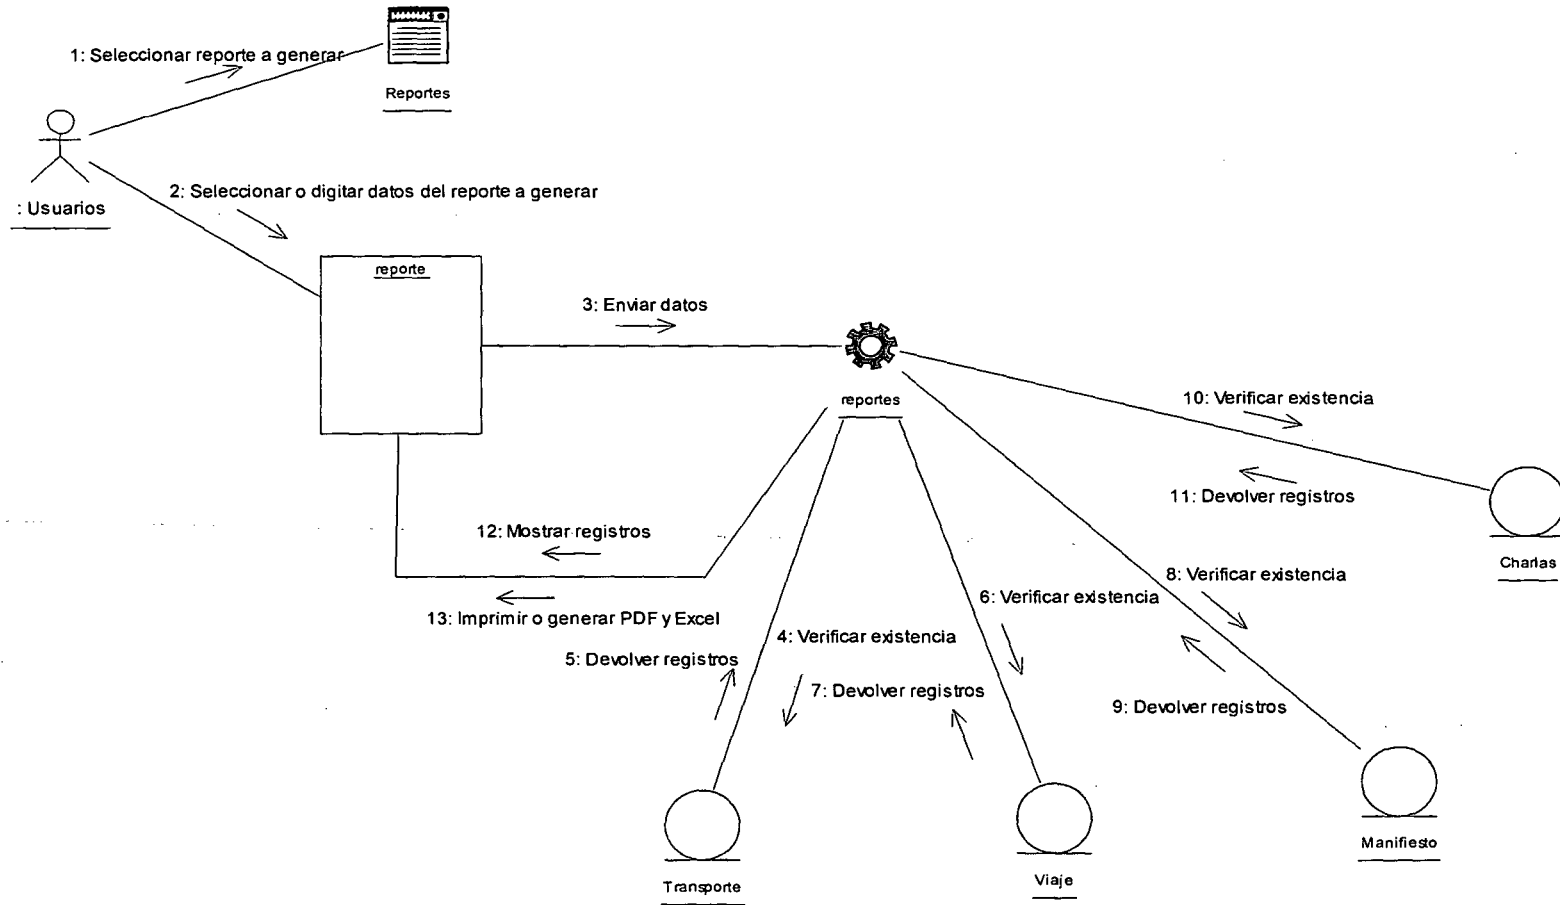 1: Seleccionar reporte a generar
Reportes
: Usuarios
2: Seleccionar o digitar datos del reporte a generar
reporte
3: Enviar datos
reportes
10: Verificar existencia
11: Devolver registros
Charlas
12: Mostrar registros
13: Imprimir o generar PDF y Excel
8: Verificar existencia
6: Verificar existencia
4: Verificar existencia
5: Devolver registros
7: Devolver registros
9: Devolver registros
Manifiesto
Transporte
Viaje